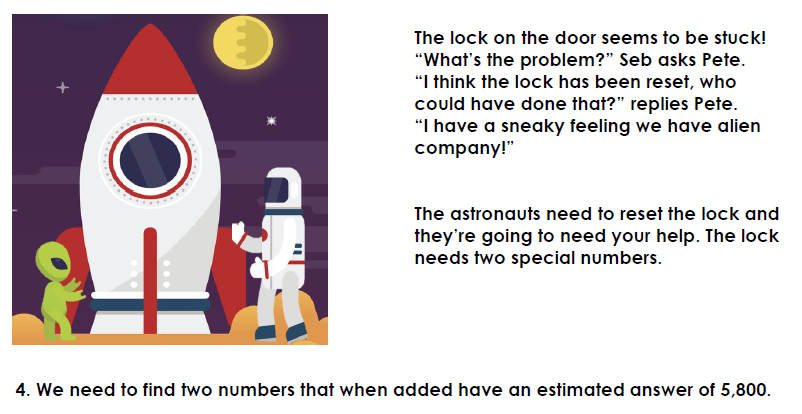 The lock on the door seems to be stuck!
“What’s the problem?” Seb asks Pete.
“I think the lock has been reset, who
could have done that?” replies Pete.
“I have a sneaky feeling we have alien
company!”
The astronauts need to reset the lock and
they’re going to need your help. The lock
needs two special numbers.
4. We need to find two numbers that when added have an estimated answer of 5,800.